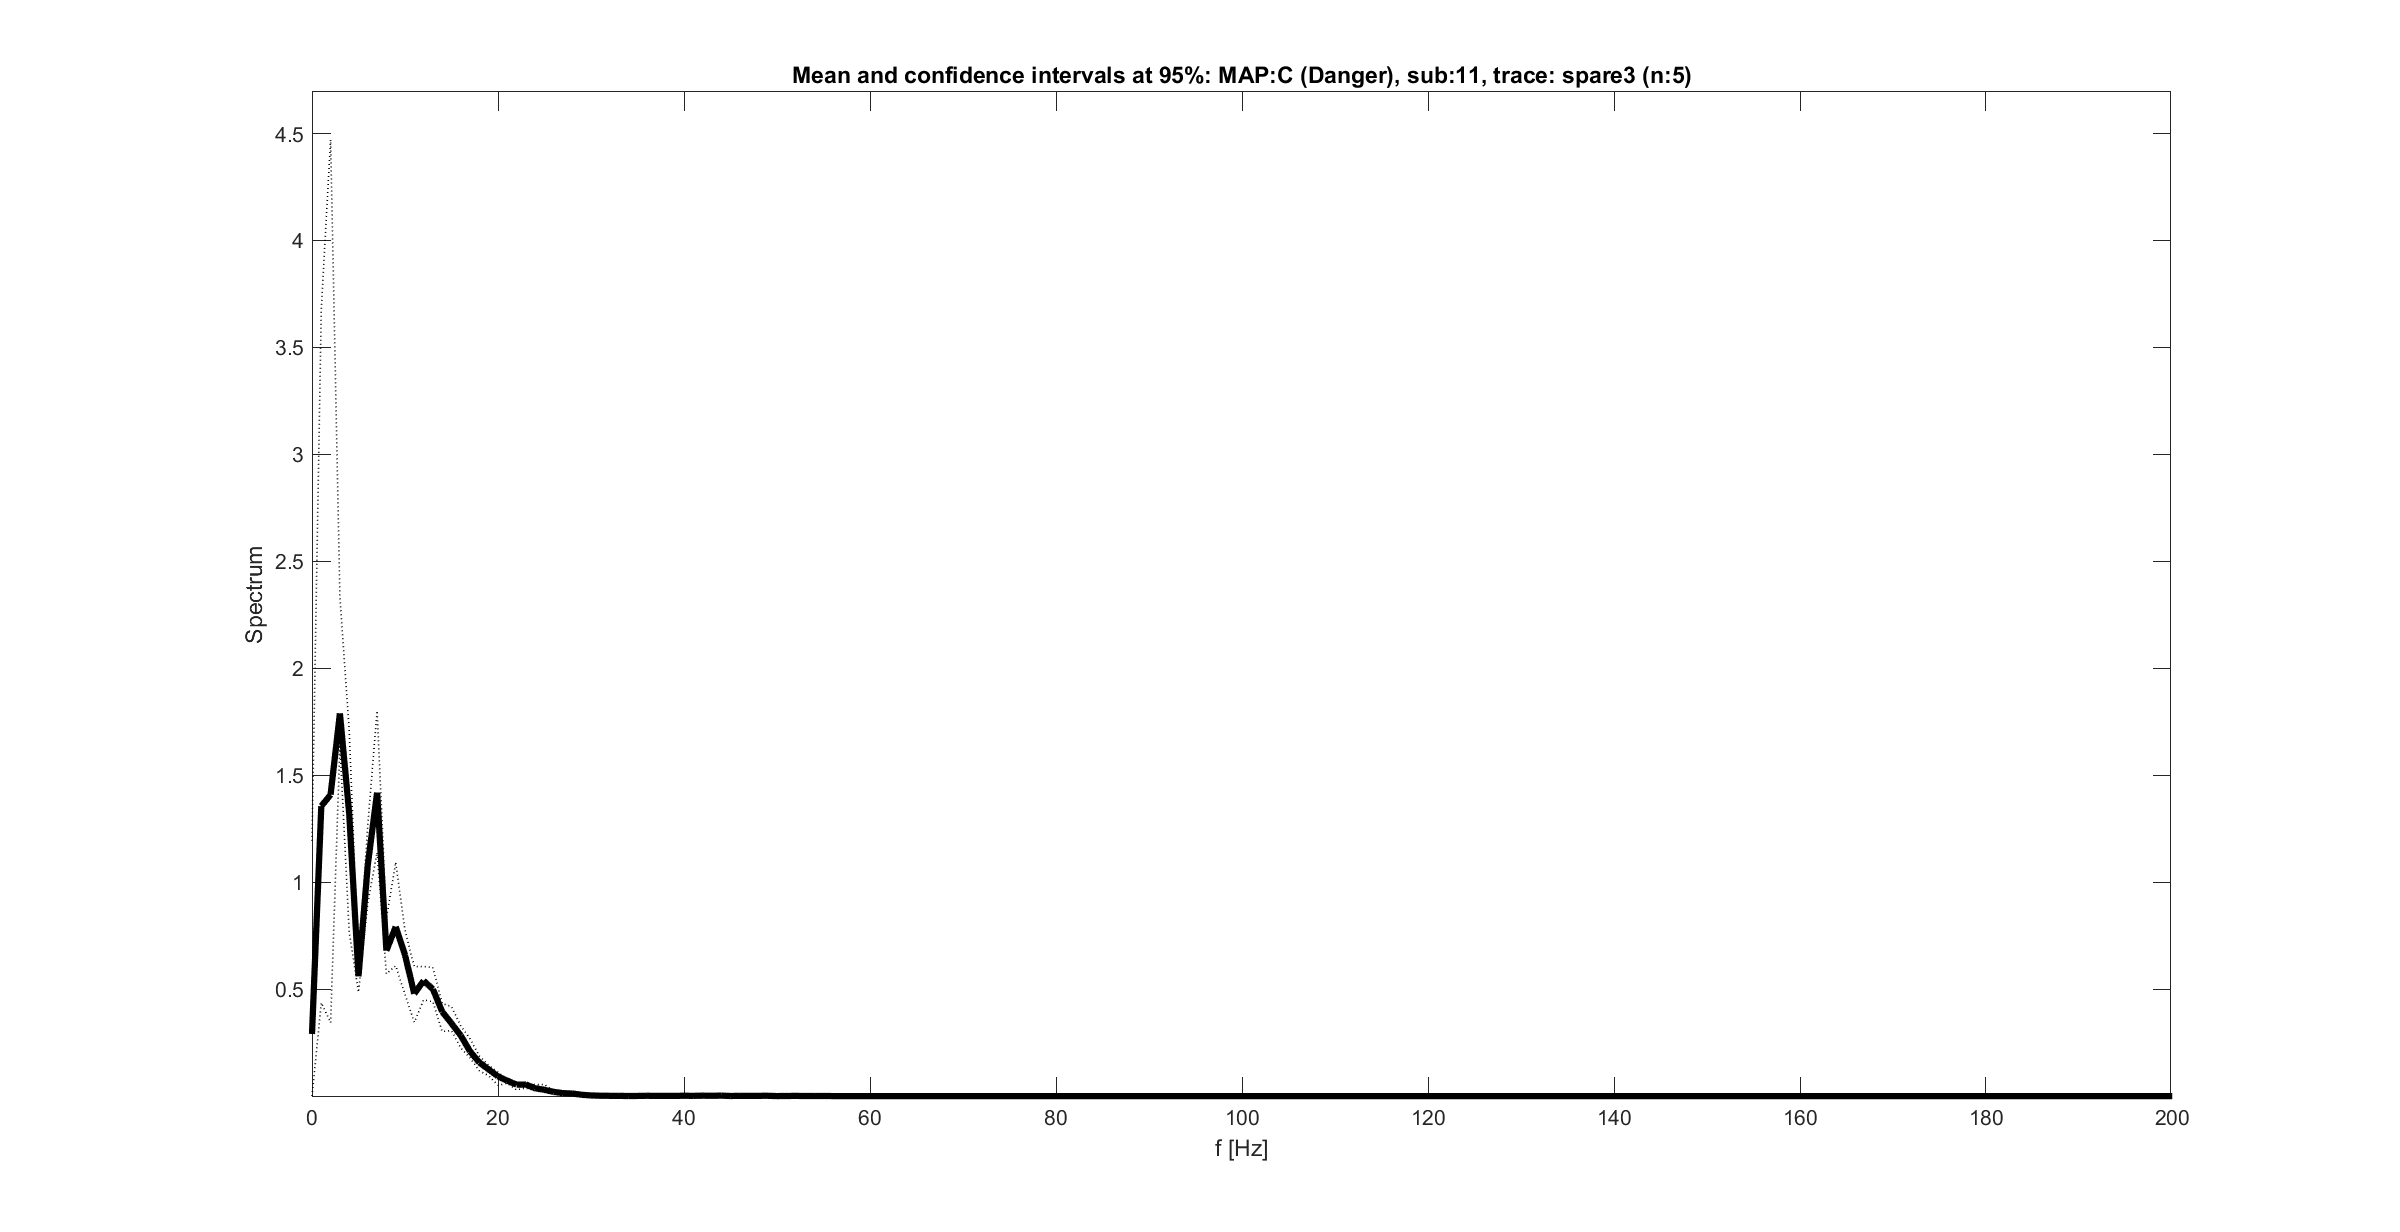 Mean and confidence intervals at 95%: MAP:C (Danger), sub:11, trace: spare3 (n:5)
4.5
4
3.5
3
2.5
2
1.5
1
0.5
Spectrum
0 20 40 60 80 100 120 140 160 180 200
f [Hz]